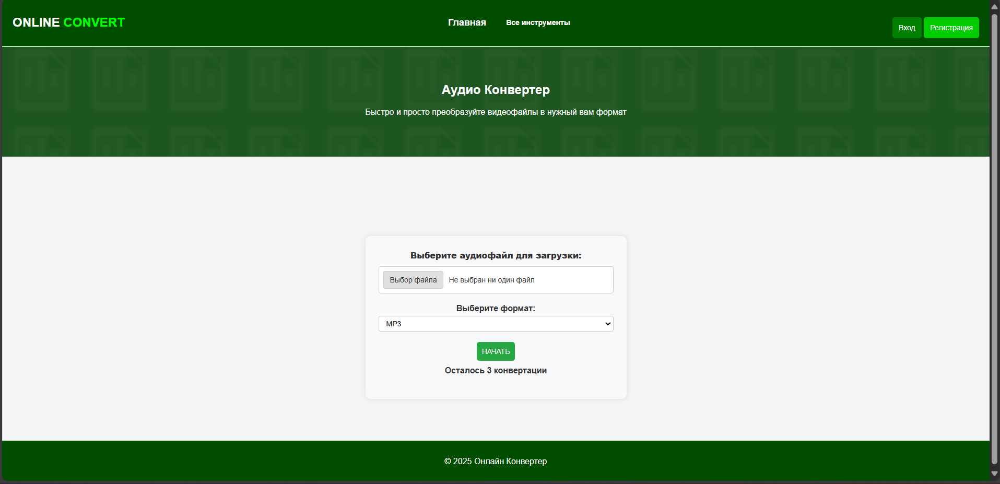 ONLINE CONVERT
Главная
Все инструменты
Вход
Регистрация
Аудио Конвертер
Быстро и просто преобразуйте видеофайлы в нужный вам формат
Выберите аудиофайл для загрузки:
Выбор файла Не выбран ни один файл
Выберите формат:
MP3
НАЧАТЬ
Осталось 3 конвертации
© 2025 Онлайн Конвертер